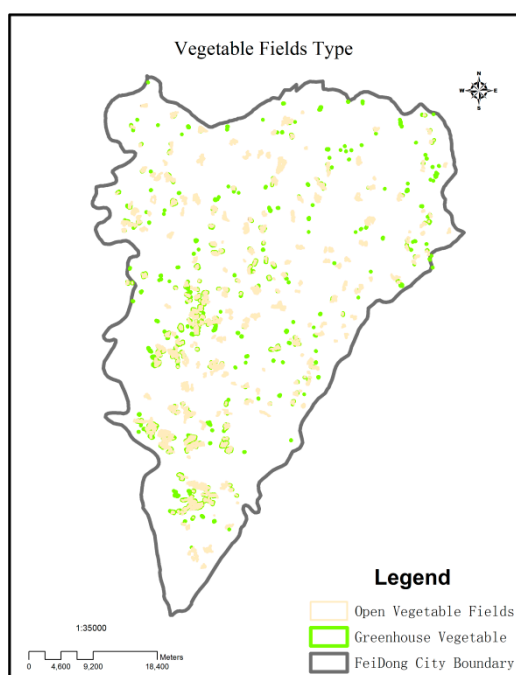 Vegetable Fields Type
N
W E
S
Legend
Open Vegetable Fields
Greenhouse Vegetable
FeiDong City Boundary
1:35000
Meters
0 4,600 9,200 18,400